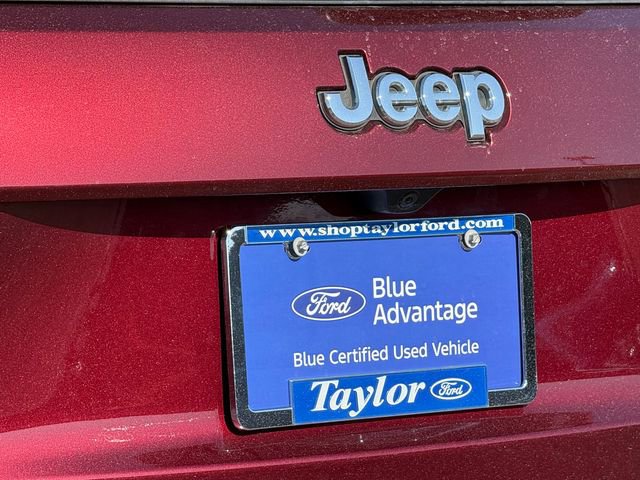 Jeep
www.shoptaylorford.com
Ford
Blue
Advantage
Blue Certified Used Vehicle
Taylor Ford